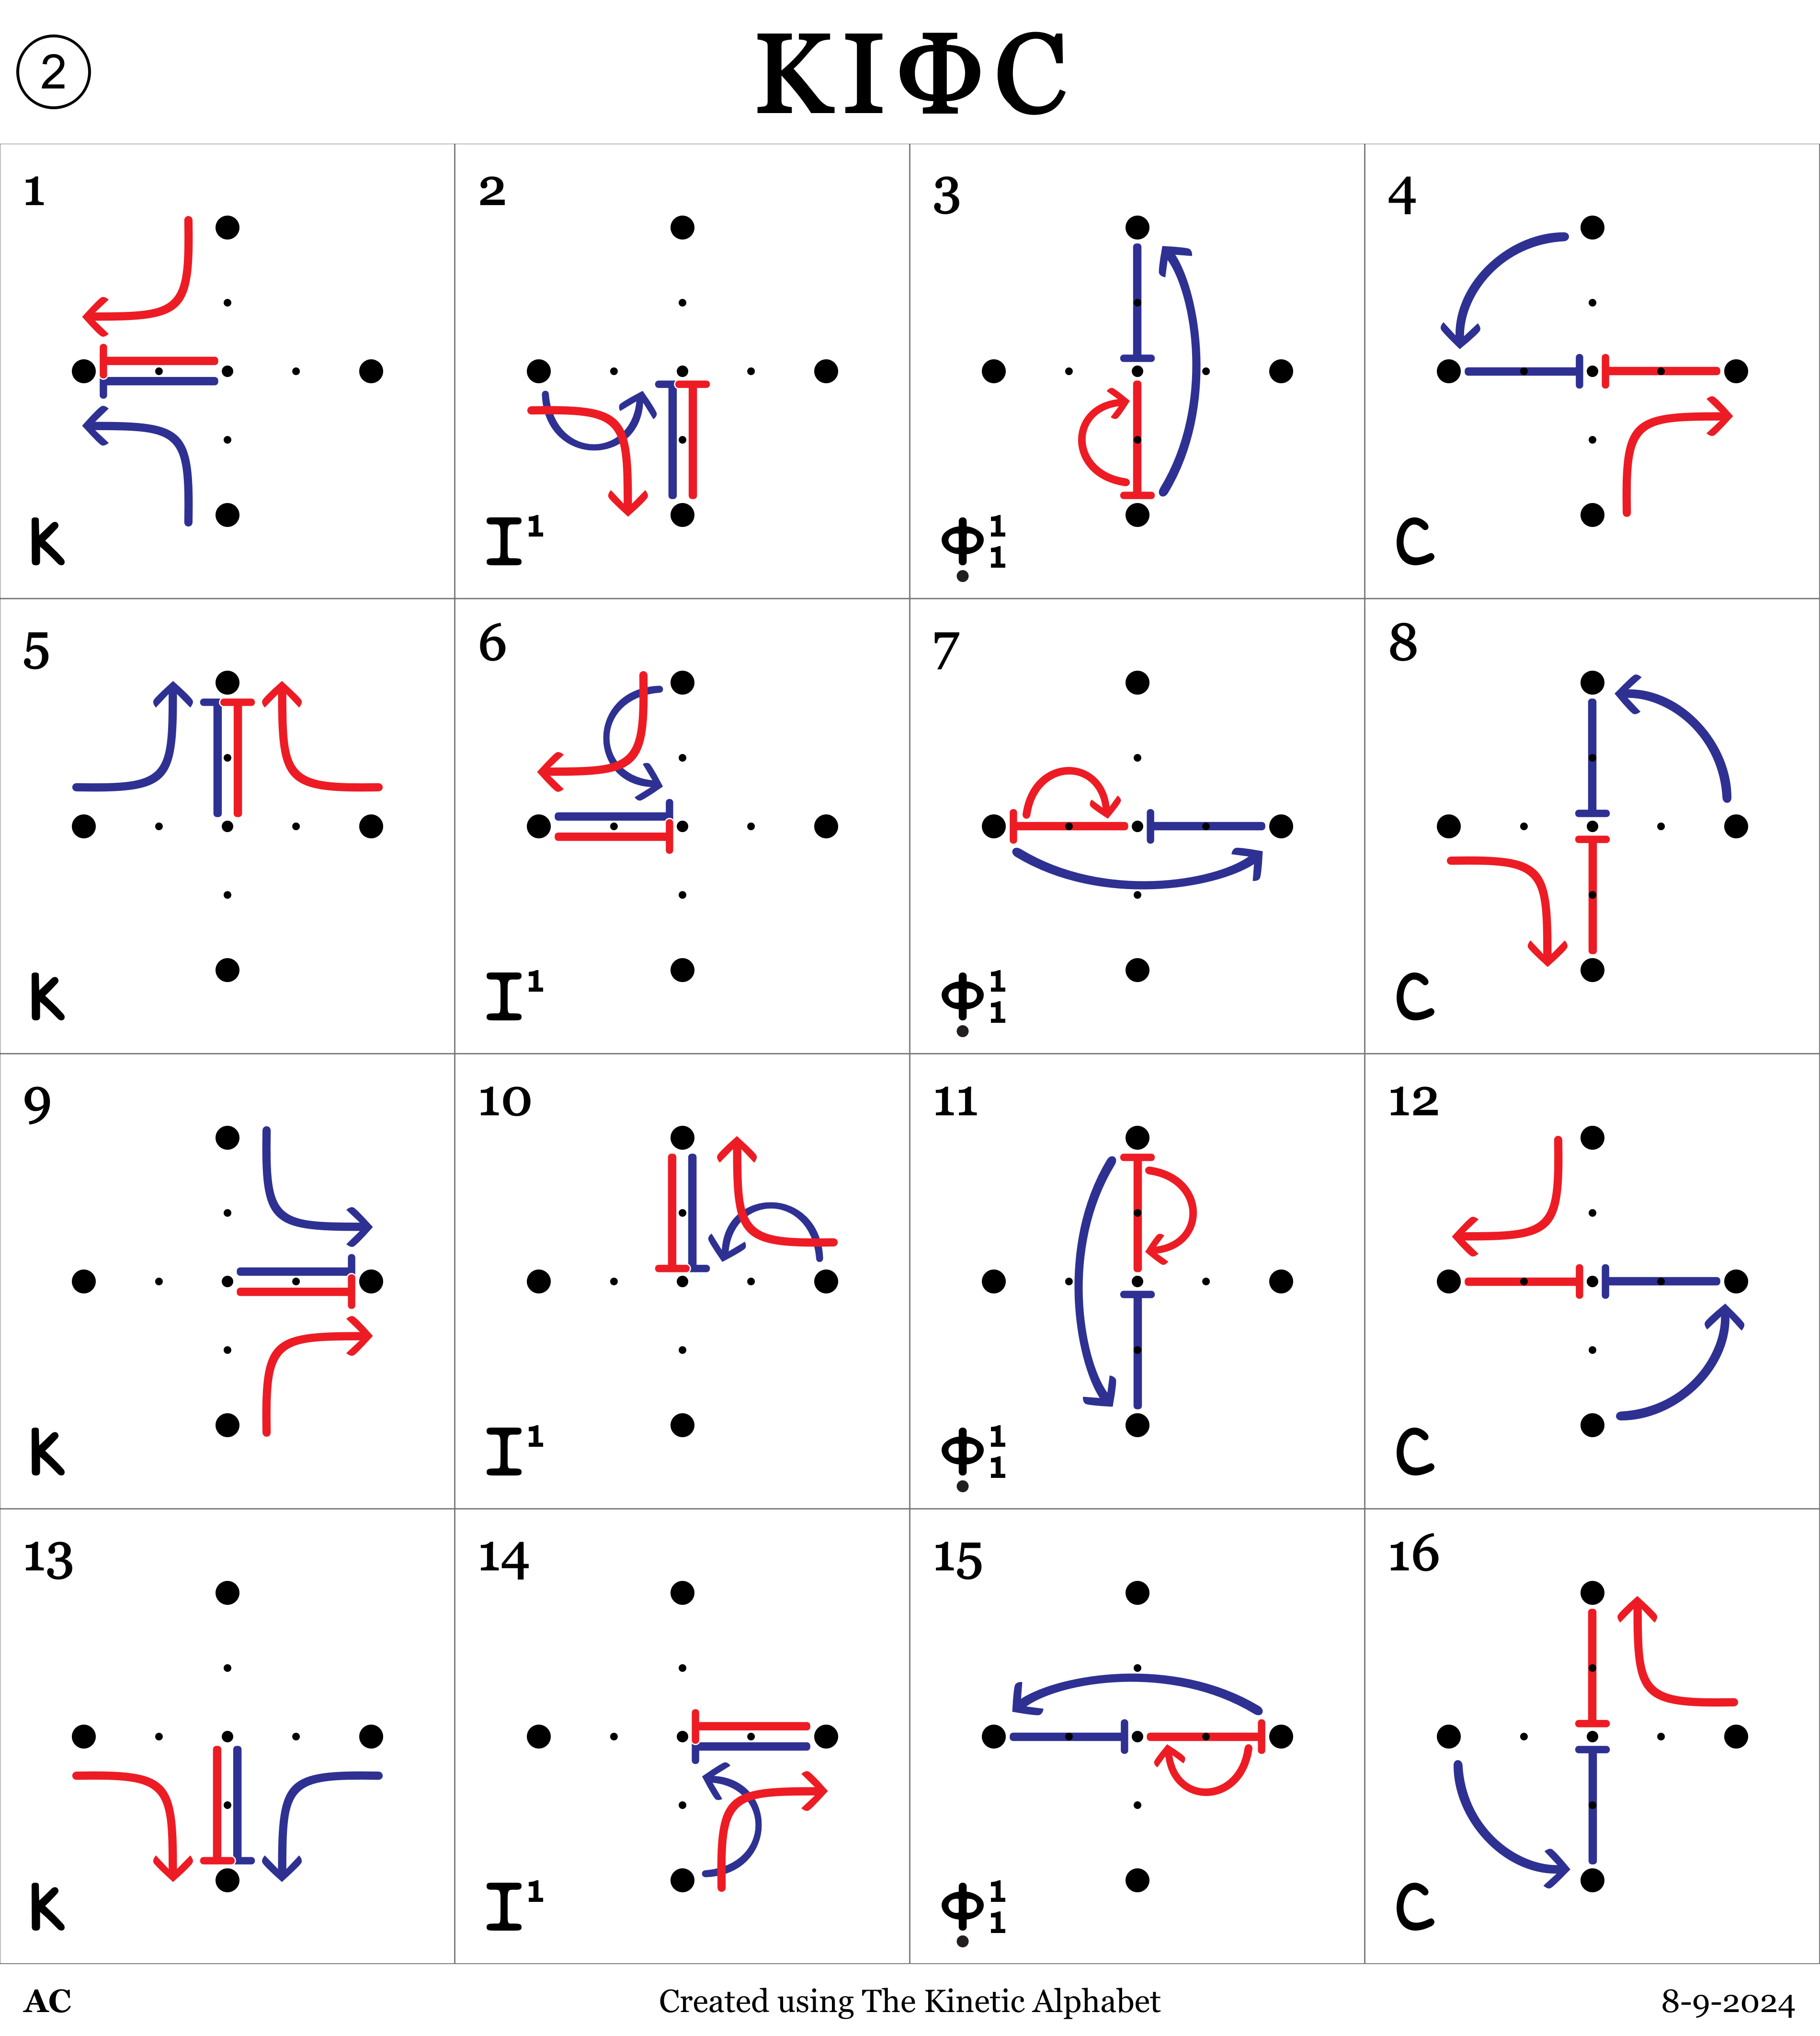 ②
KIΦC
1
2
3
4
K
I¹
Φ¹₁
C
5
6
7
8
K
I¹
Φ¹₁
C
9
10
11
12
K
I¹
Φ¹₁
C
13
14
15
16
K
I¹
Φ¹₁
C
AC
Created using The Kinetic Alphabet
8-9-2024